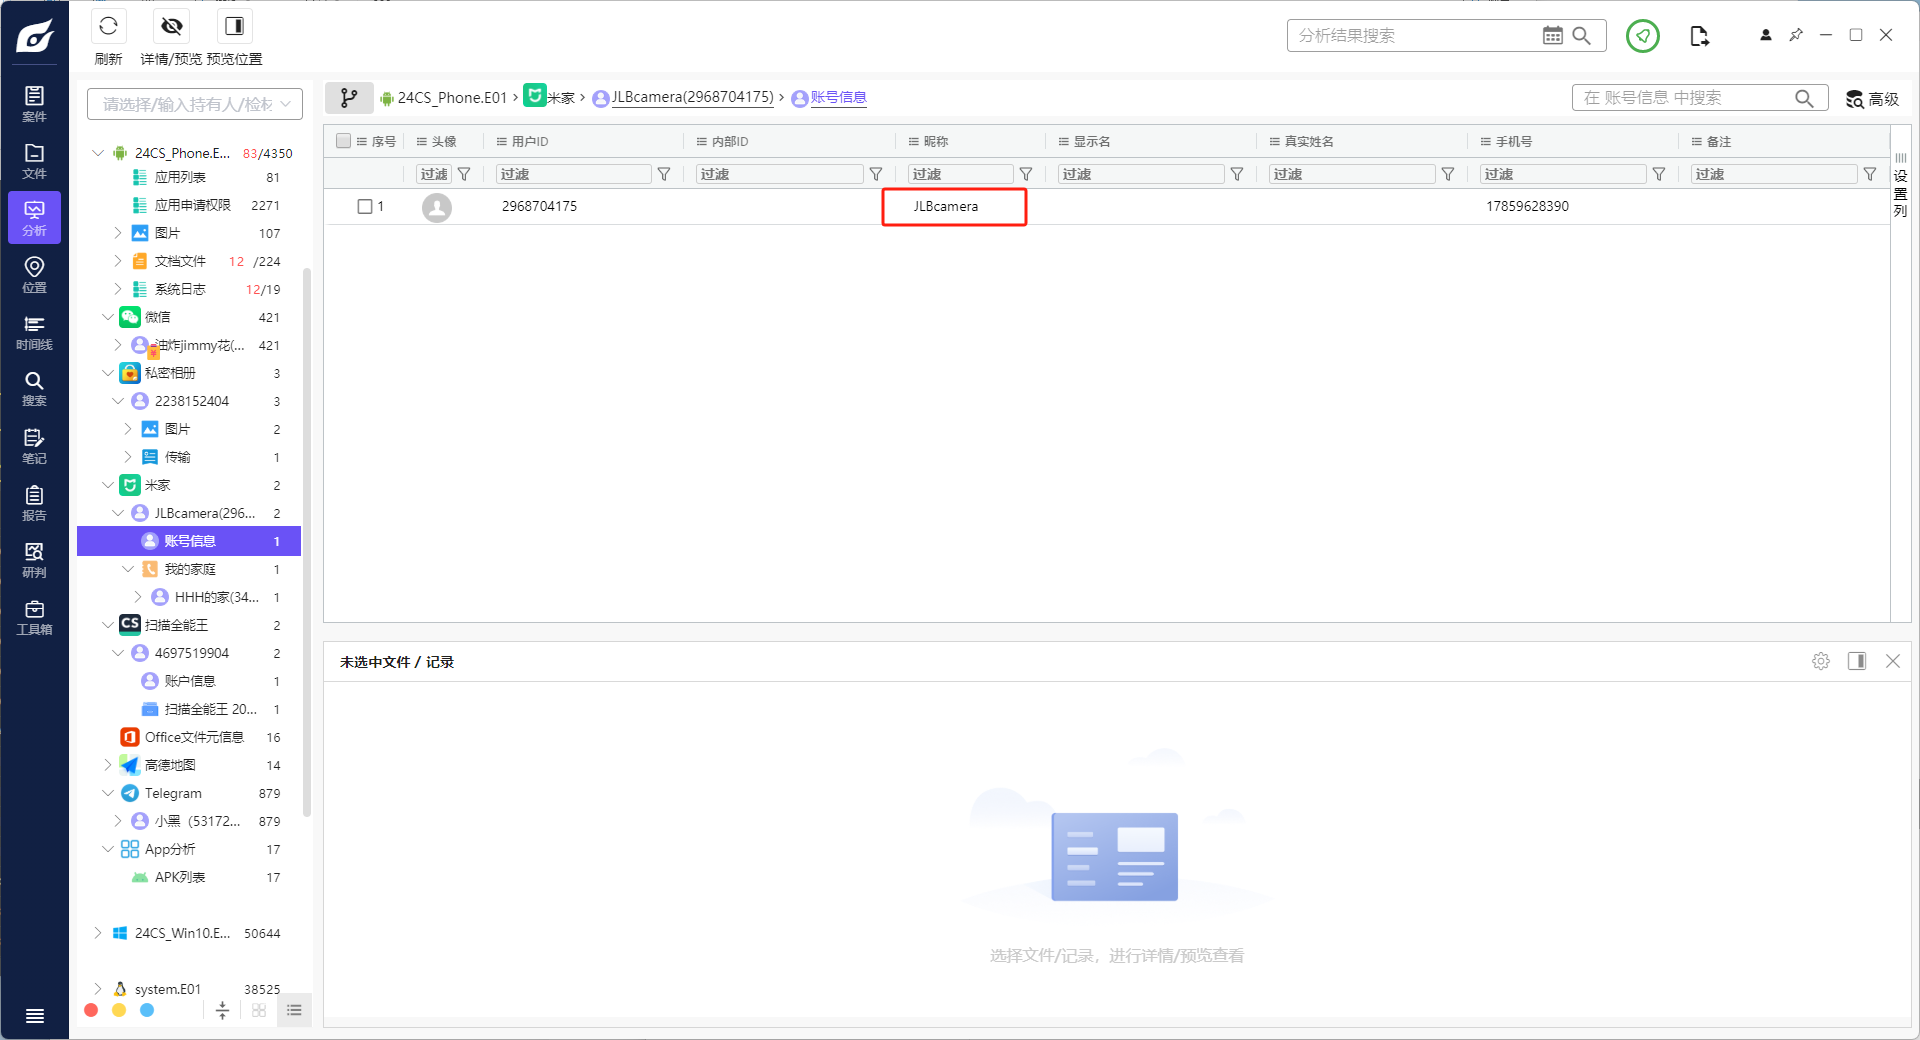 刷新
详情/预览
预览位置
分析结果搜索
案件
文件
分析
位置
时间线
搜索
笔记
报告
研判
工具箱
请选择/输入持有人/检材
24CS_Phone.E... 83/4350
应用列表 81
应用申请权限 2271
图片 107
文档文件 12 /224
系统日志 12/19
微信 421
油炸jimmy花(... 421
私密相册 3
2238152404 3
图片 2
传输 1
米家 2
JLBcamera(296... 2
账号信息 1
我的家庭 1
HHH的家(34... 1
CS 扫描全能王 2
4697519904 2
账户信息 1
扫描全能王 20... 1
Office文件元信息 16
高德地图 14
Telegram 879
小黑（53172... 879
App分析 17
APK列表 17
24CS_Win10.E... 50644
system.E01 38525
24CS_Phone.E01 › 米家 › JLBcamera(2968704175) › 账号信息
在 账号信息 中搜索
高级
序号 头像 用户ID 内部ID 昵称 显示名 真实姓名 手机号 备注
过滤 过滤 过滤 过滤 过滤 过滤 过滤 过滤
1 2968704175 JLBcamera 17859628390
设置列
未选中文件 / 记录
选择文件/记录，进行详情/预览查看